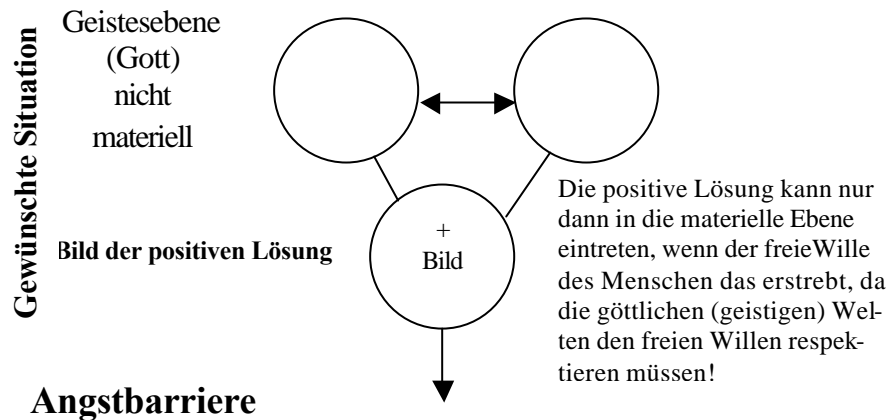 Gewünschte Situation
Geistesebene
(Gott)
nicht
materiell
Bild der positiven Lösung
+
Bild
Die positive Lösung kann nur
dann in die materielle Ebene
eintreten, wenn der freieWille
des Menschen das erstrebt, da
die göttlichen (geistigen) Wel-
ten den freien Willen respek-
tieren müssen!
Angstbarriere